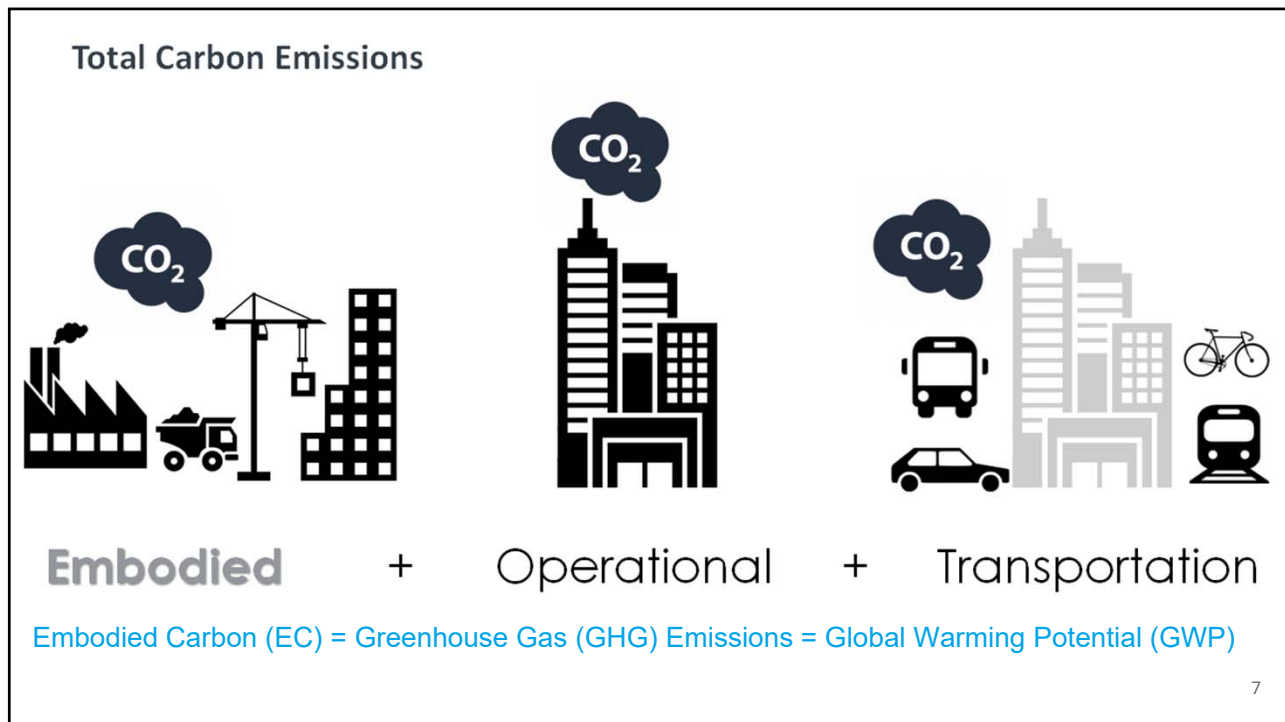 Total Carbon Emissions
CO₂
CO₂
CO₂
Embodied + Operational + Transportation
Embodied Carbon (EC) = Greenhouse Gas (GHG) Emissions = Global Warming Potential (GWP)
7